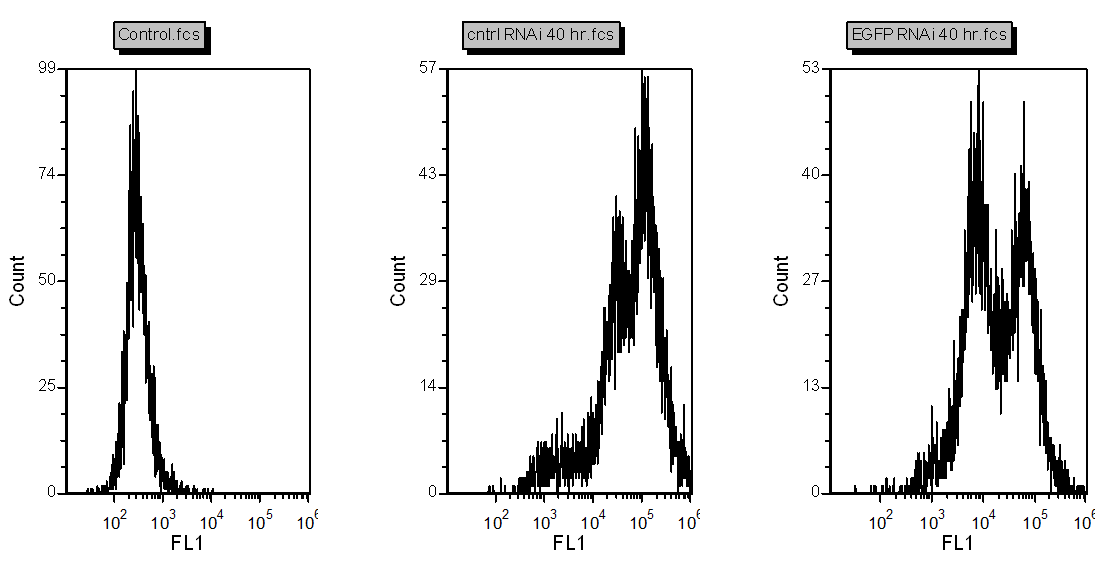 Control.fcs
cntrl RNAi 40 hr.fcs
EGFP RNAi 40 hr.fcs
99
74
50
25
0
Count
10² 10³ 10⁴ 10⁵ 10⁶
FL1
57
43
29
14
0
Count
10² 10³ 10⁴ 10⁵ 10⁶
FL1
53
40
27
13
0
Count
10² 10³ 10⁴ 10⁵ 10⁶
FL1